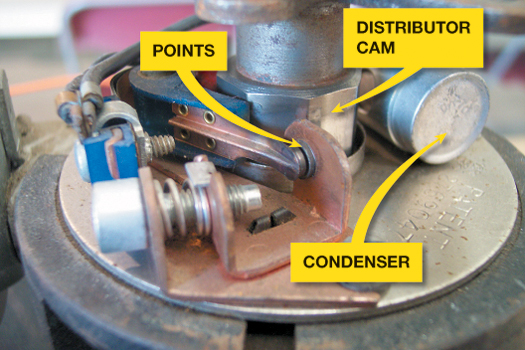 POINTS
DISTRIBUTOR
CAM
CONDENSER